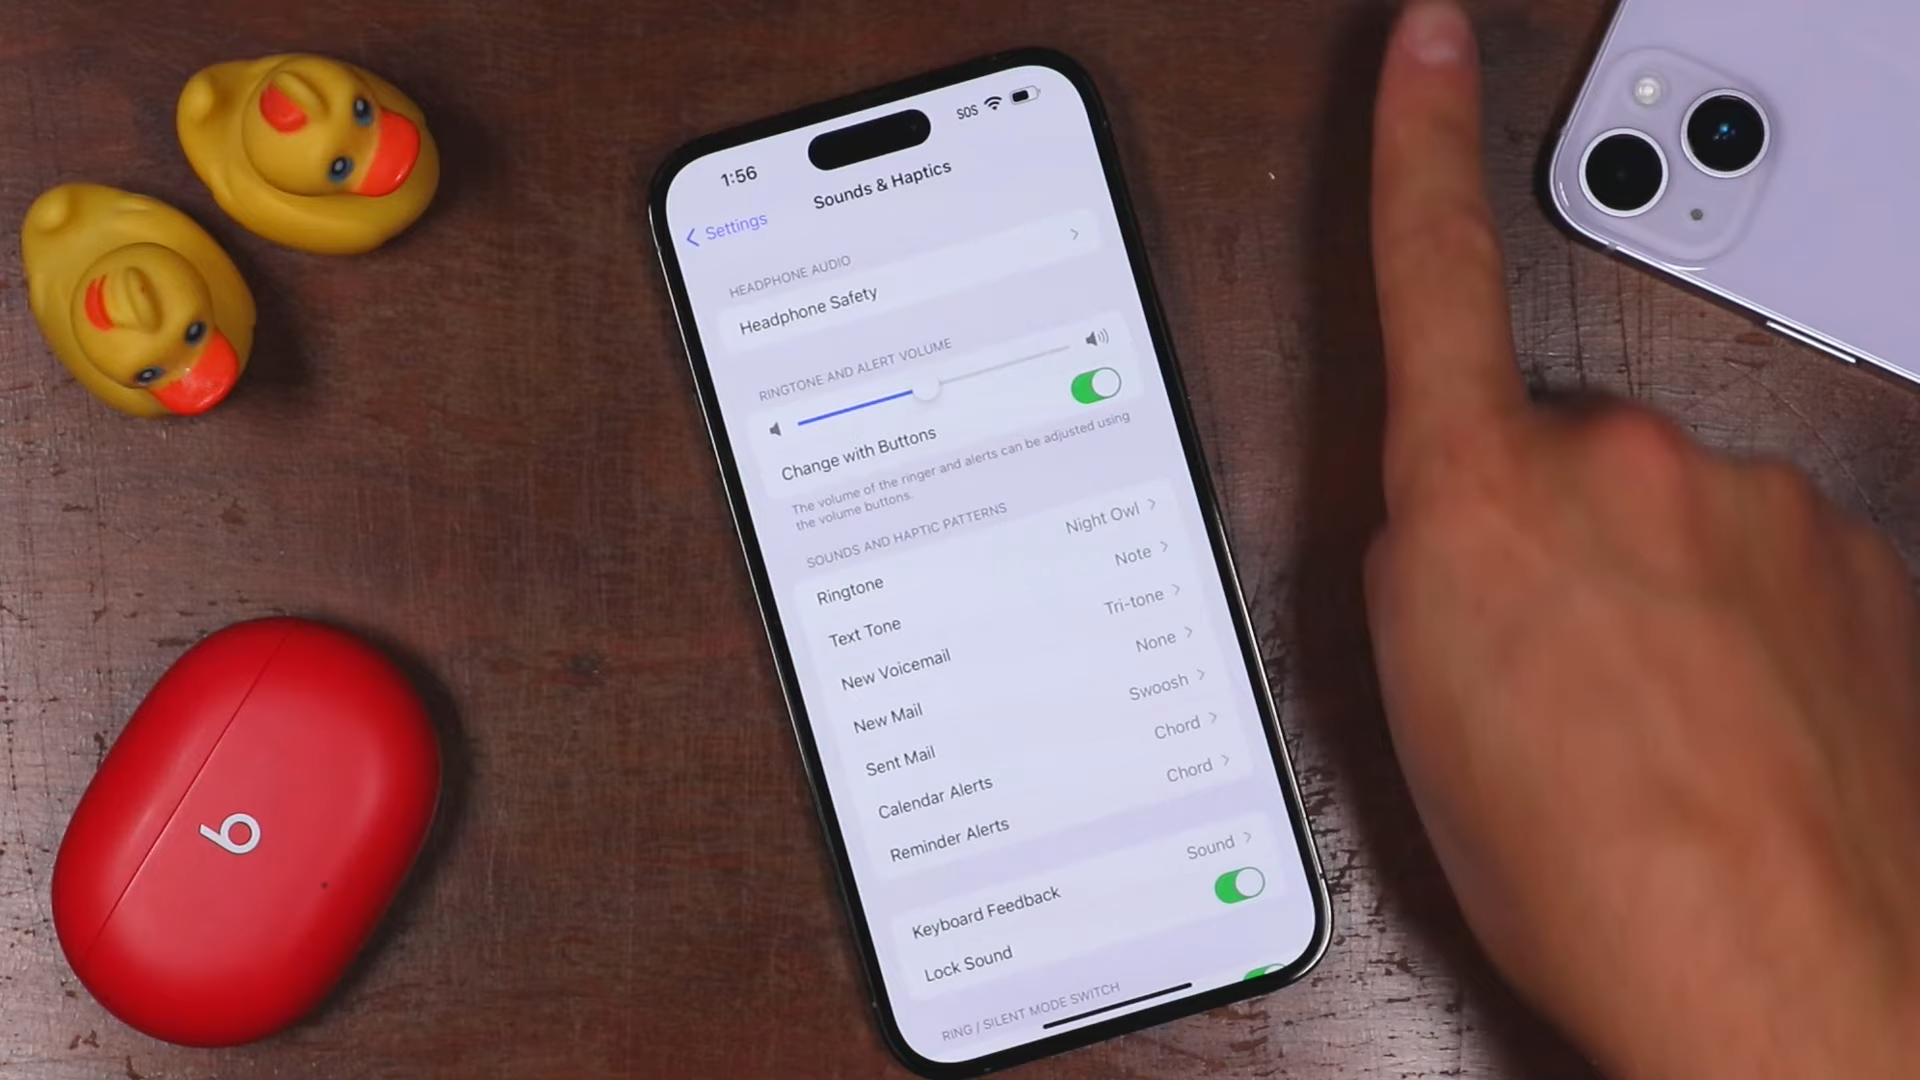 1:56
SOS
Settings
Sounds & Haptics
HEADPHONE AUDIO
Headphone Safety
RINGTONE AND ALERT VOLUME
Change with Buttons
The volume of the ringer and alerts can be adjusted using
the volume buttons.
SOUNDS AND HAPTIC PATTERNS
Ringtone Night Owl
Text Tone Note
New Voicemail Tri-tone
New Mail None
Sent Mail Swoosh
Calendar Alerts Chord
Reminder Alerts Chord
Keyboard Feedback Sound
Lock Sound
RING / SILENT MODE SWITCH
b